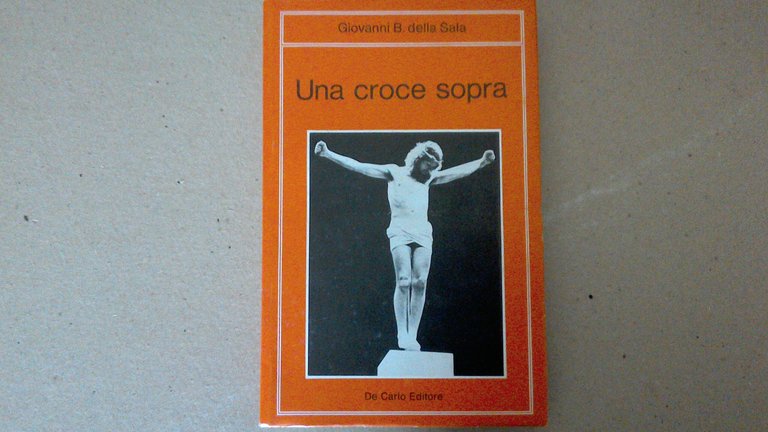 Giovanni B. della Sala
Una croce sopra
De Carlo Editore